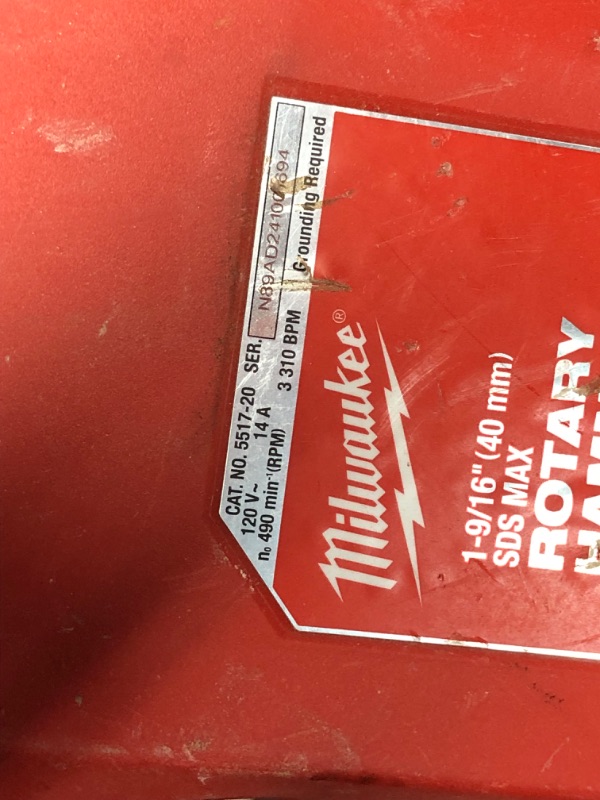 CAT. NO. 5517-20 SER.
120 V~ 14 A
n₀ 490 min⁻¹(RPM) 3 310 BPM Grounding Required
Milwaukee®
1-9/16" (40 mm)
SDS MAX
ROTARY